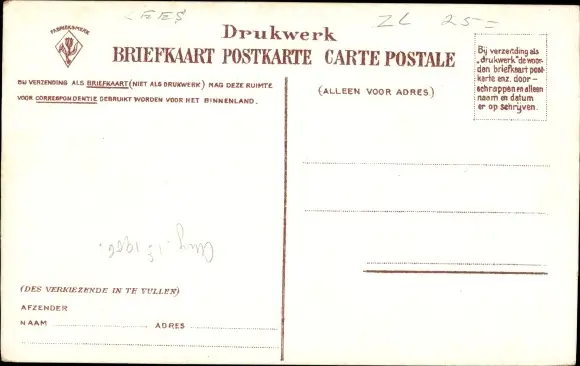 LEES
ZL 25=
FABRIEKSMERK
Drukwerk
BRIEFKAART POSTKARTE CARTE POSTALE
BIJ VERZENDING ALS BRIEFKAART (NIET ALS DRUKWERK) MAG DEZE RUIMTE
VOOR CORRESPONDENTIE GEBRUIKT WORDEN VOOR HET BINNENLAND.
(ALLEEN VOOR ADRES)
Bij verzending als
„drukwerk" de woor-
den briefkaart post-
karte enz. door-
schrappen en alleen
naam en datum
er op schrijven.
(DES VERKIEZENDE IN TE VULLEN)
AFZENDER
NAAM ADRES